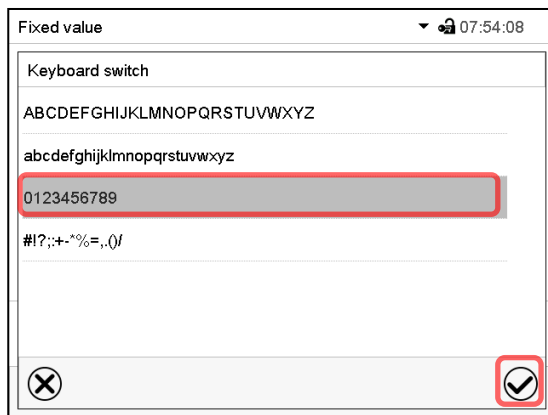 Fixed value 07:54:08
Keyboard switch
ABCDEFGHIJKLMNOPQRSTUVWXYZ
abcdefghijklmnopqrstuvwxyz
0123456789
#!?;:+-*%=,.()/